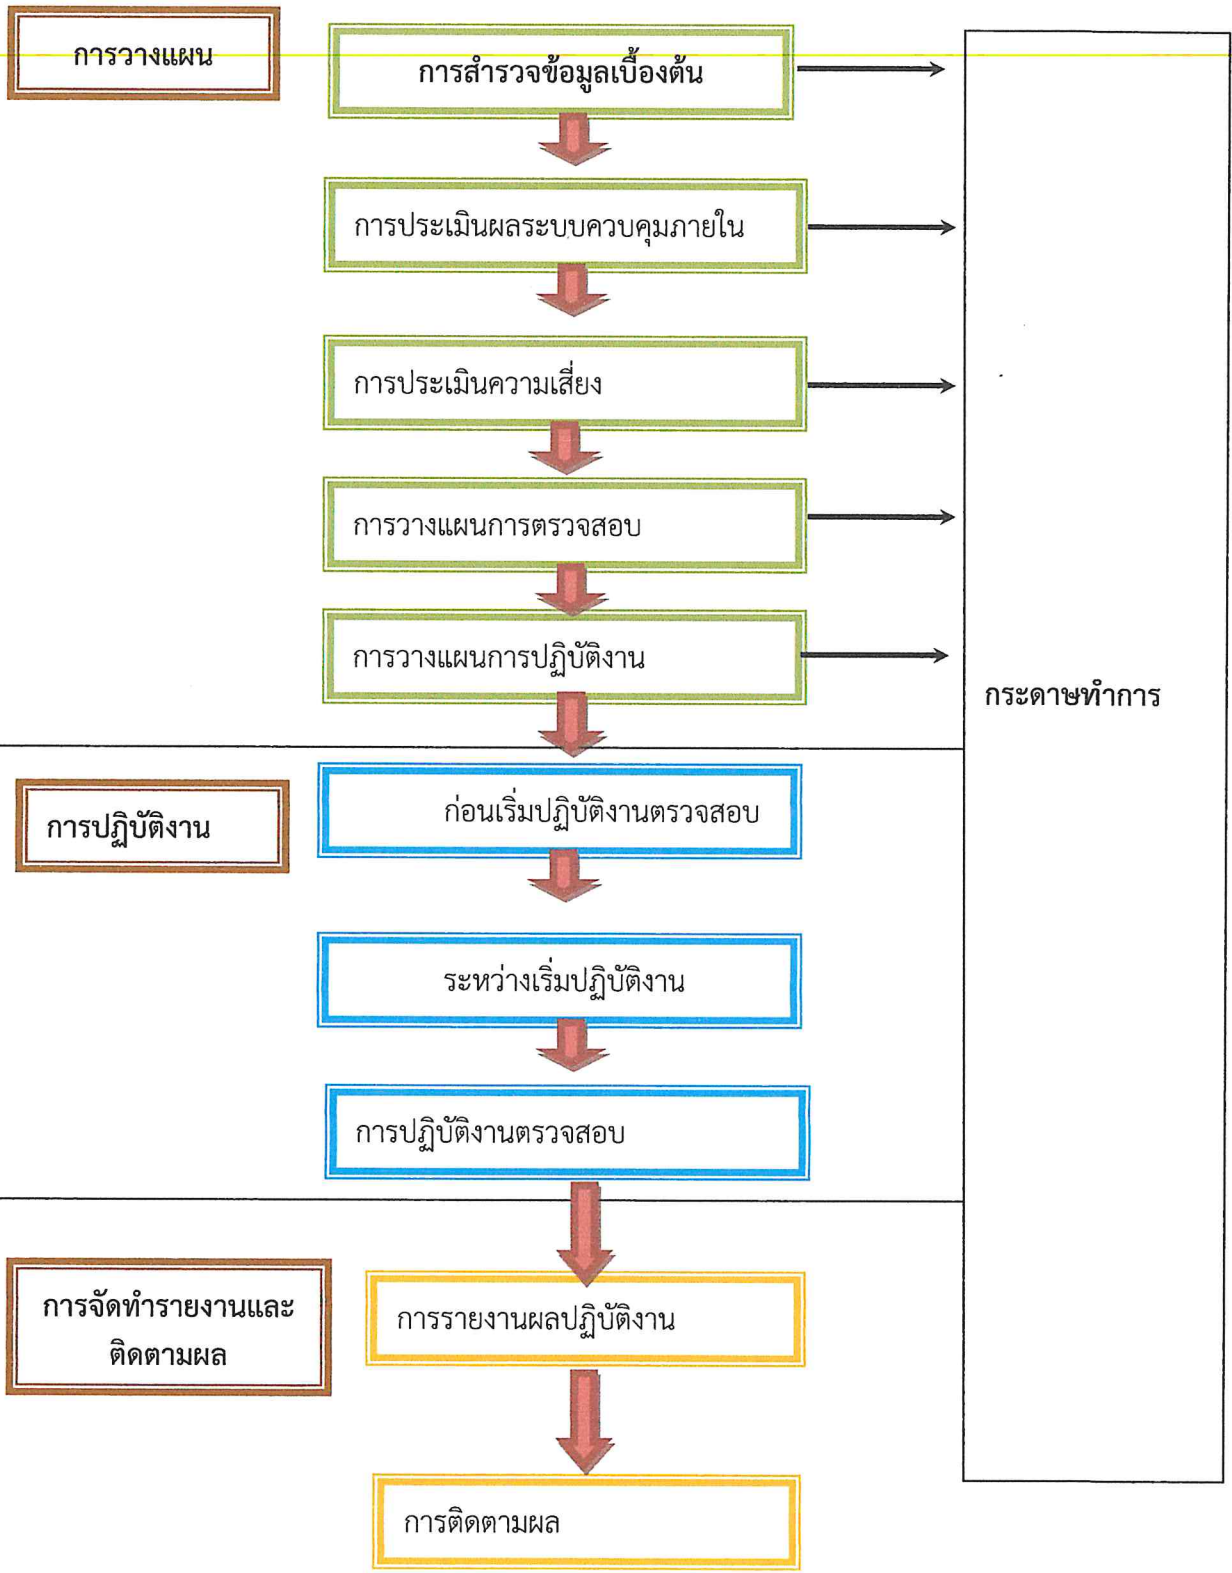 การวางแผน
การสำรวจข้อมูลเบื้องต้น
การประเมินผลระบบควบคุมภายใน
การประเมินความเสี่ยง
การวางแผนการตรวจสอบ
การวางแผนการปฏิบัติงาน
กระดาษทำการ
การปฏิบัติงาน
ก่อนเริ่มปฏิบัติงานตรวจสอบ
ระหว่างเริ่มปฏิบัติงาน
การปฏิบัติงานตรวจสอบ
การจัดทำรายงานและ
ติดตามผล
การรายงานผลปฏิบัติงาน
การติดตามผล